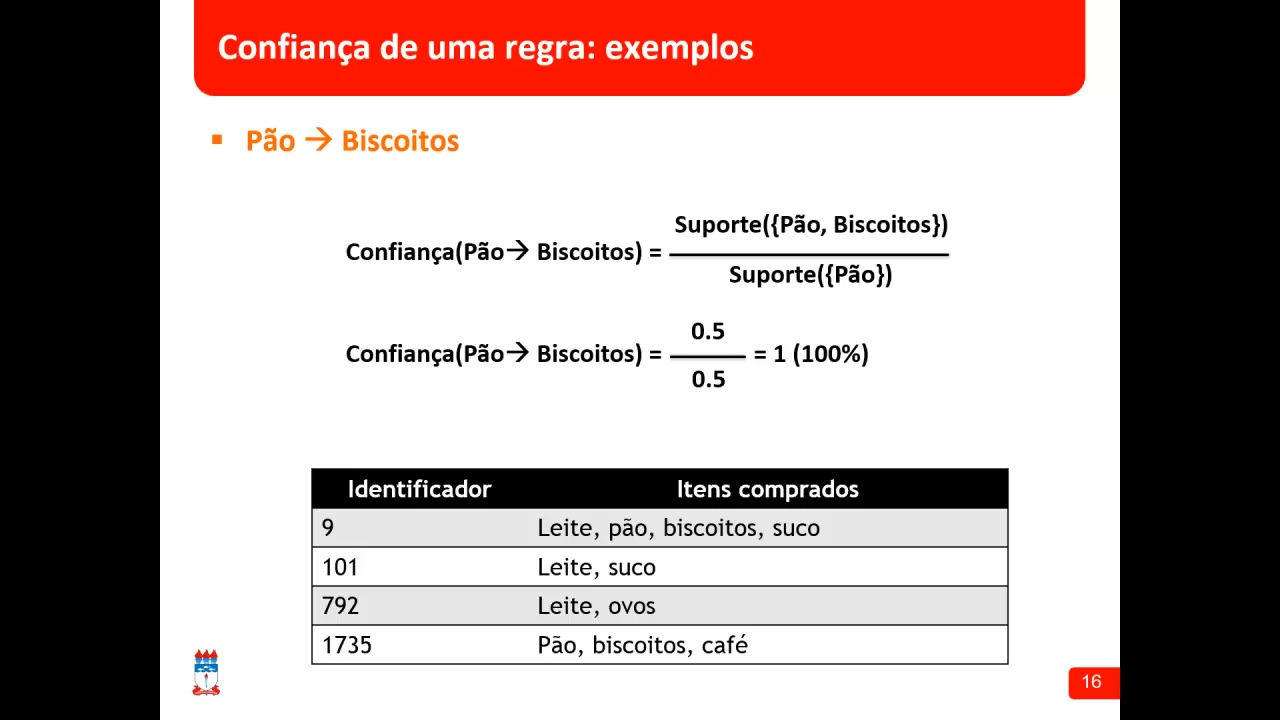 Confiança de uma regra: exemplos
▪ Pão → Biscoitos
Suporte({Pão, Biscoitos})
Confiança(Pão→ Biscoitos) =
Suporte({Pão})
0.5
Confiança(Pão→ Biscoitos) = = 1 (100%)
0.5
Identificador Itens comprados
9 Leite, pão, biscoitos, suco
101 Leite, suco
792 Leite, ovos
1735 Pão, biscoitos, café
16